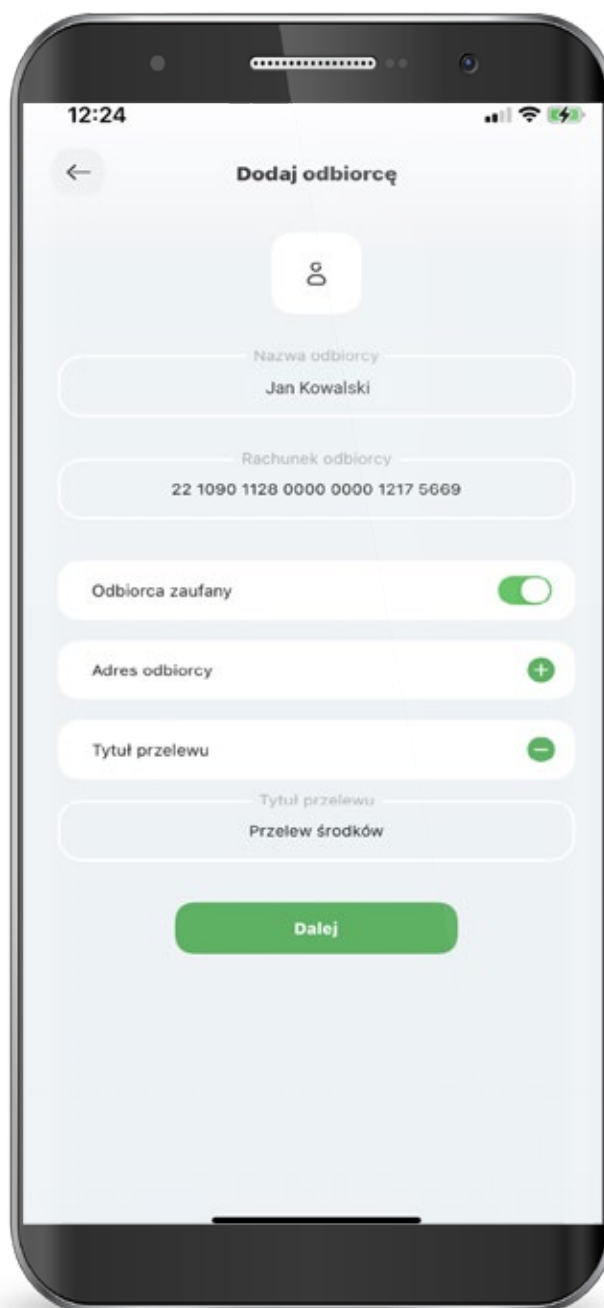 12:24
Dodaj odbiorcę
Nazwa odbiorcy
Jan Kowalski
Rachunek odbiorcy
22 1090 1128 0000 0000 1217 5669
Odbiorca zaufany
Adres odbiorcy
Tytuł przelewu
Tytuł przelewu
Przelew środków
Dalej